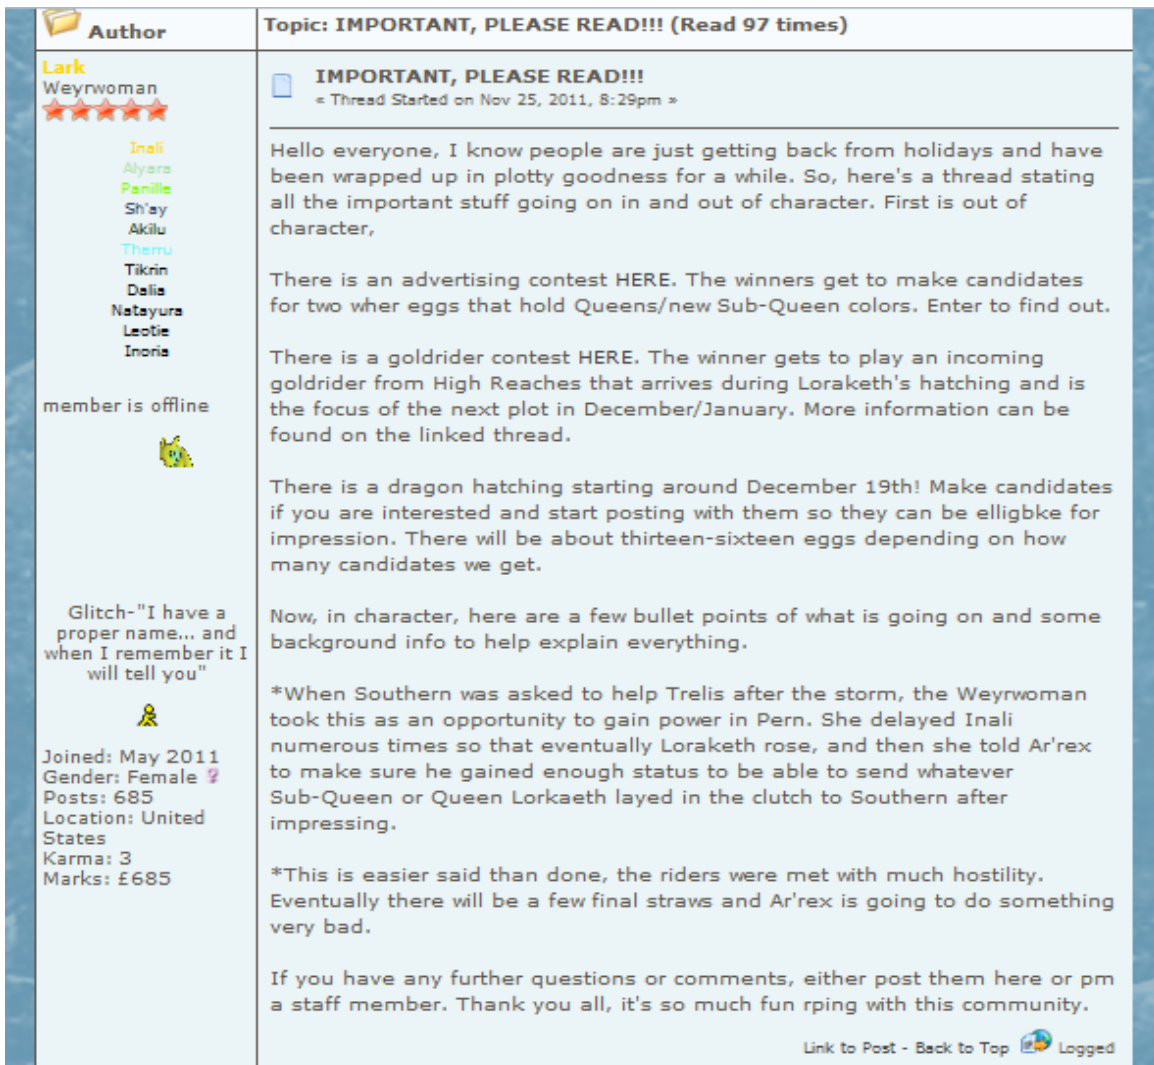 Author
Topic: IMPORTANT, PLEASE READ!!! (Read 97 times)
Lark
Weyrwoman
Inali
Alyara
Panille
Sh'ay
Akilu
Therru
Tikrin
Dalia
Natayura
Leotie
Inoria
member is offline
Glitch-"I have a
proper name... and
when I remember it I
will tell you"
Joined: May 2011
Gender: Female
Posts: 685
Location: United
States
Karma: 3
Marks: £685
IMPORTANT, PLEASE READ!!!
« Thread Started on Nov 25, 2011, 8:29pm »
Hello everyone, I know people are just getting back from holidays and have
been wrapped up in plotty goodness for a while. So, here's a thread stating
all the important stuff going on in and out of character. First is out of
character,
There is an advertising contest HERE. The winners get to make candidates
for two wher eggs that hold Queens/new Sub-Queen colors. Enter to find out.
There is a goldrider contest HERE. The winner gets to play an incoming
goldrider from High Reaches that arrives during Loraketh's hatching and is
the focus of the next plot in December/January. More information can be
found on the linked thread.
There is a dragon hatching starting around December 19th! Make candidates
if you are interested and start posting with them so they can be elligbke for
impression. There will be about thirteen-sixteen eggs depending on how
many candidates we get.
Now, in character, here are a few bullet points of what is going on and some
background info to help explain everything.
*When Southern was asked to help Trelis after the storm, the Weyrwoman
took this as an opportunity to gain power in Pern. She delayed Inali
numerous times so that eventually Loraketh rose, and then she told Ar'rex
to make sure he gained enough status to be able to send whatever
Sub-Queen or Queen Lorkaeth layed in the clutch to Southern after
impressing.
*This is easier said than done, the riders were met with much hostility.
Eventually there will be a few final straws and Ar'rex is going to do something
very bad.
If you have any further questions or comments, either post them here or pm
a staff member. Thank you all, it's so much fun rping with this community.
Link to Post - Back to Top Logged